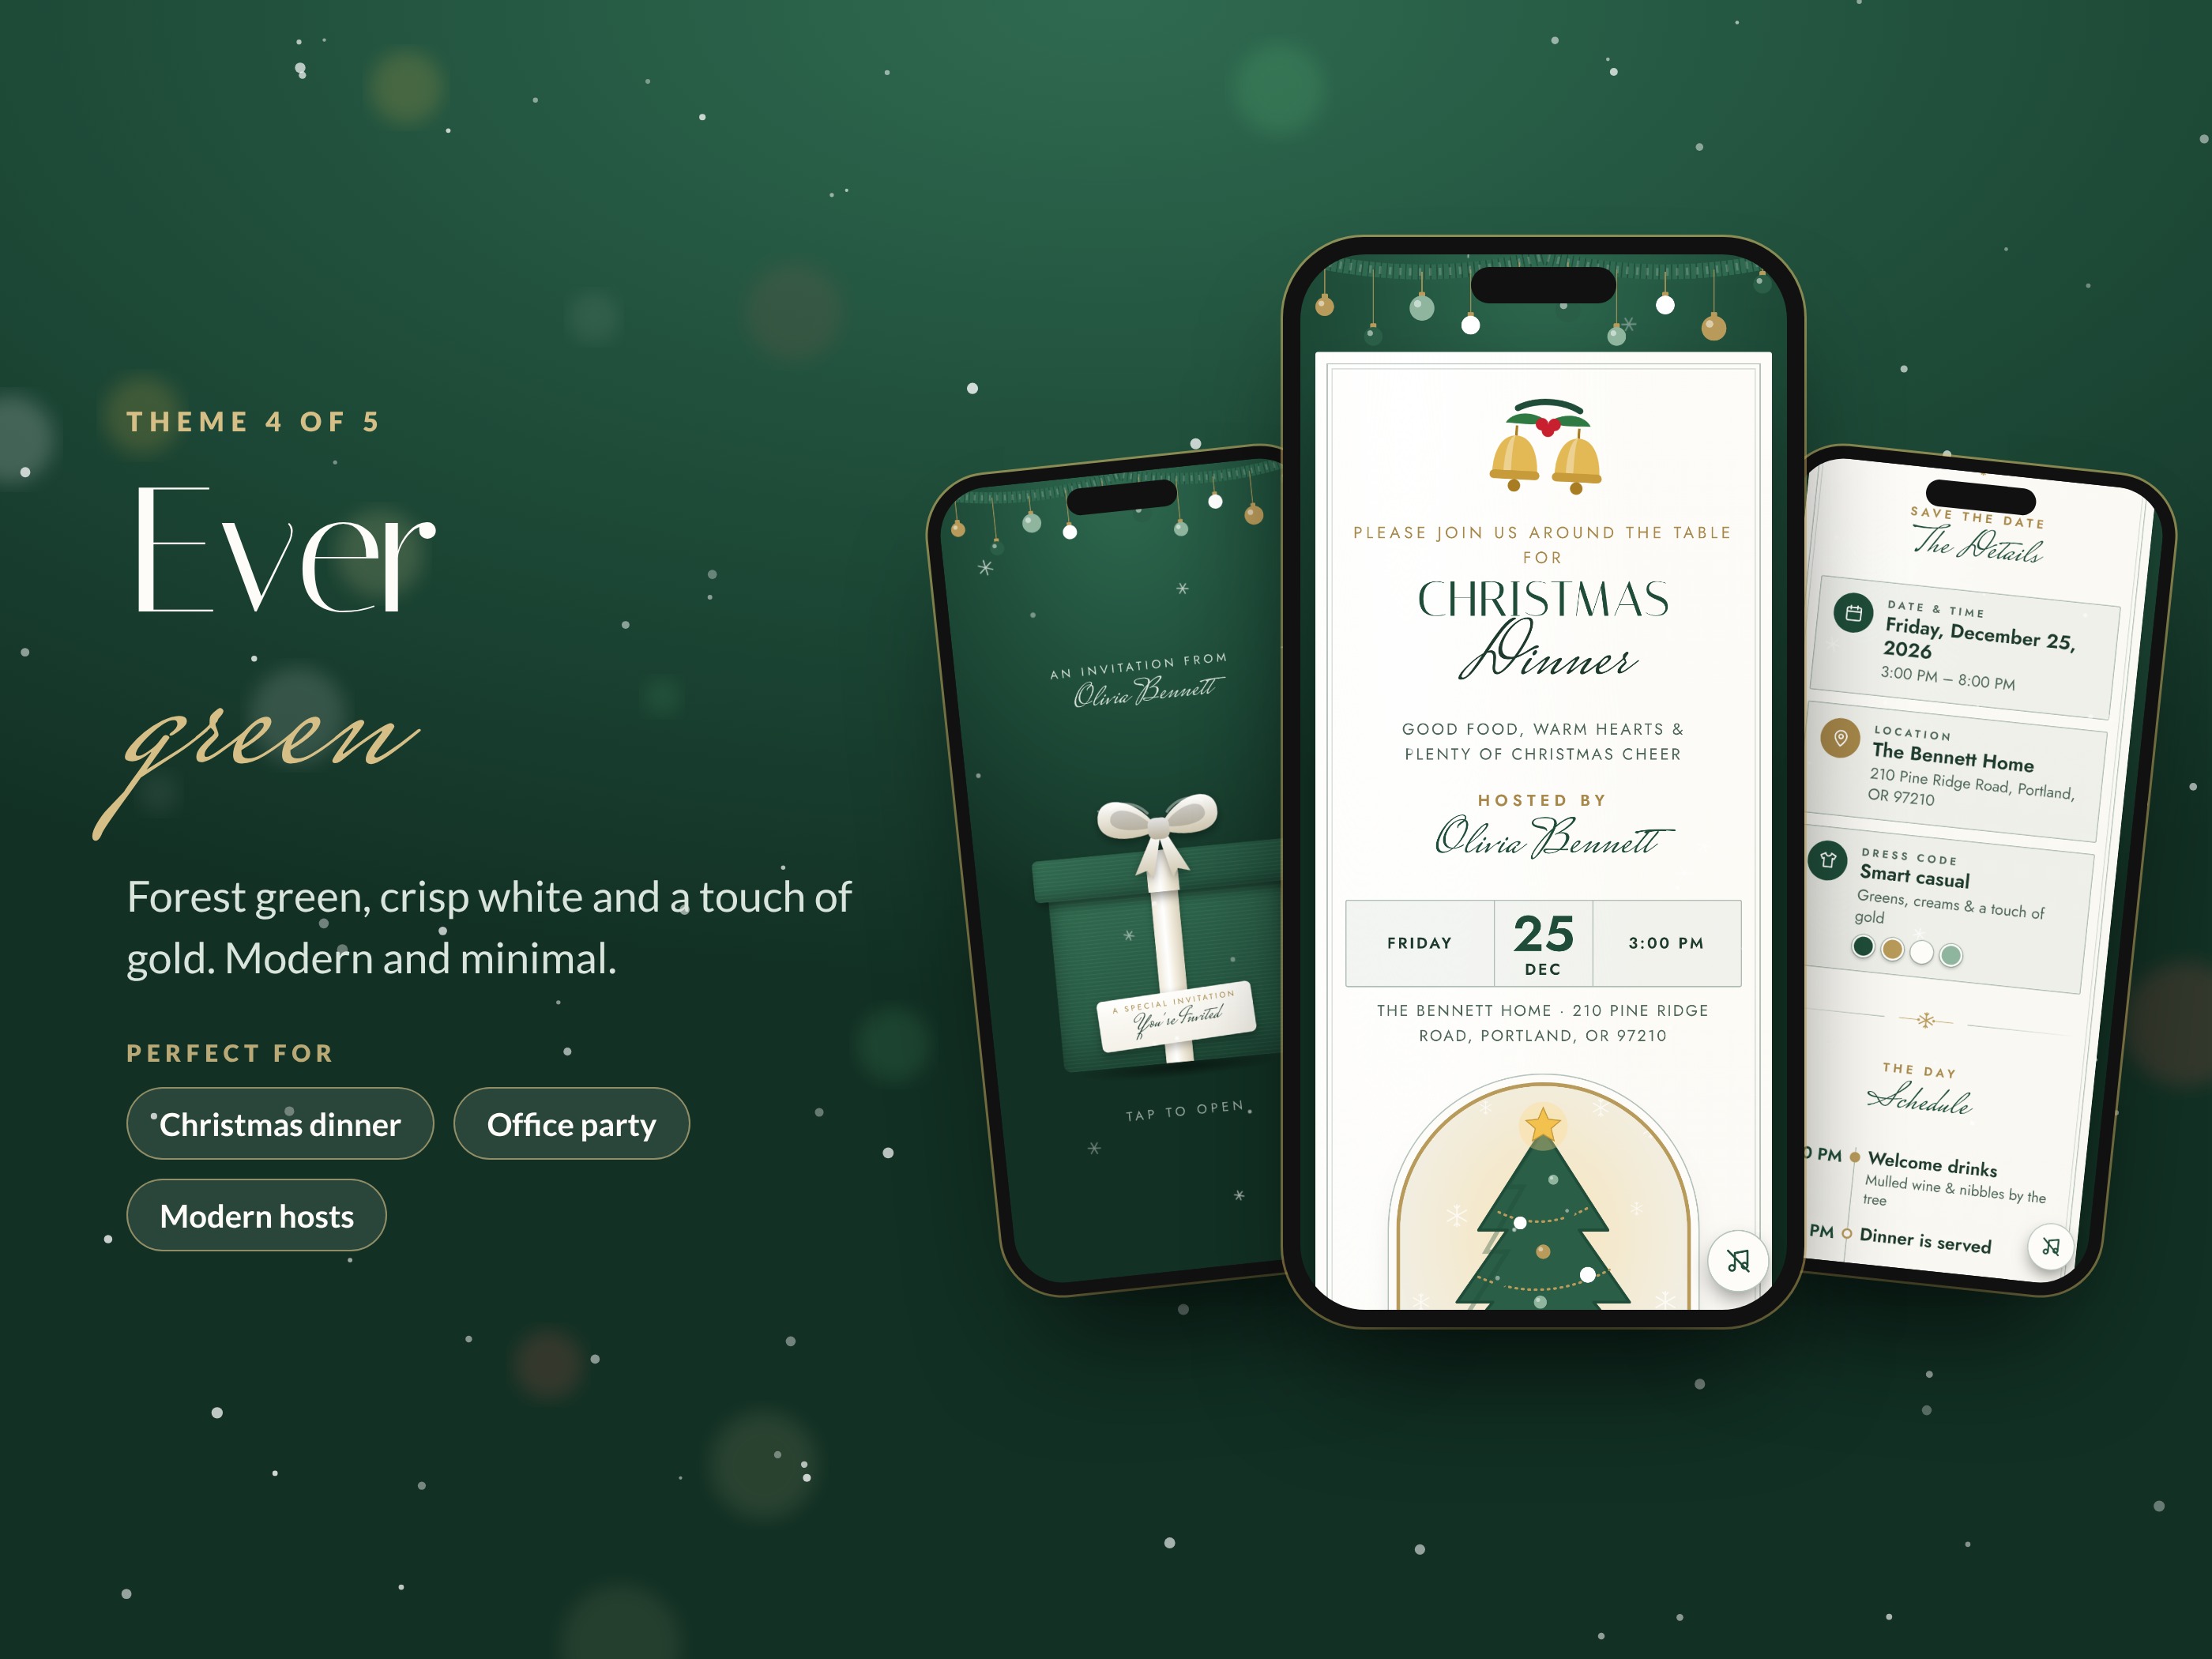 THEME 4 OF 5
Ever
green
Forest green, crisp white and a touch of
gold. Modern and minimal.
PERFECT FOR
Christmas dinner
Office party
Modern hosts
AN INVITATION FROM
Olivia Bennett
A SPECIAL INVITATION
You're Invited
TAP TO OPEN
PLEASE JOIN US AROUND THE TABLE
FOR
CHRISTMAS
Dinner
GOOD FOOD, WARM HEARTS &
PLENTY OF CHRISTMAS CHEER
HOSTED BY
Olivia Bennett
FRIDAY
25
DEC
3:00 PM
THE BENNETT HOME · 210 PINE RIDGE
ROAD, PORTLAND, OR 97210
SAVE THE DATE
The Details
DATE & TIME
Friday, December 25,
2026
3:00 PM – 8:00 PM
LOCATION
The Bennett Home
210 Pine Ridge Road, Portland,
OR 97210
DRESS CODE
Smart casual
Greens, creams & a touch of
gold
THE DAY
Schedule
PM Welcome drinks
Mulled wine & nibbles by the
tree
PM Dinner is served